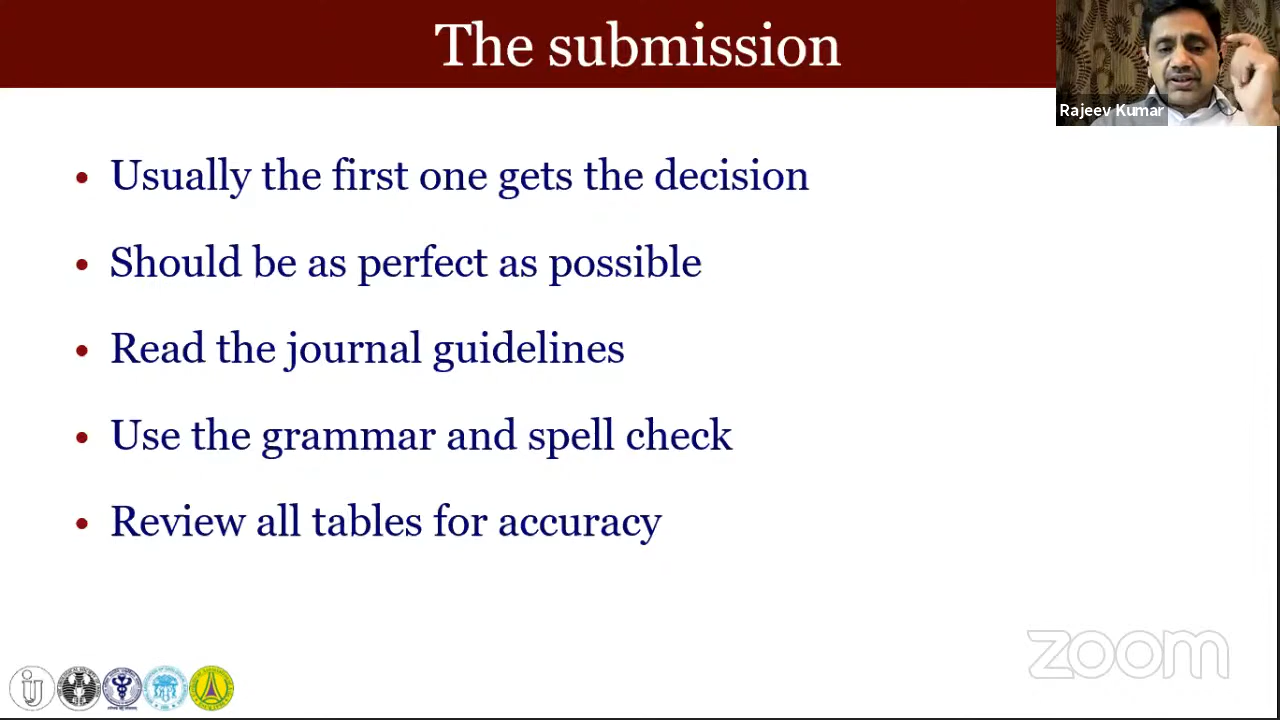 The submission
Rajeev Kumar
• Usually the first one gets the decision
• Should be as perfect as possible
• Read the journal guidelines
• Use the grammar and spell check
• Review all tables for accuracy
zoom